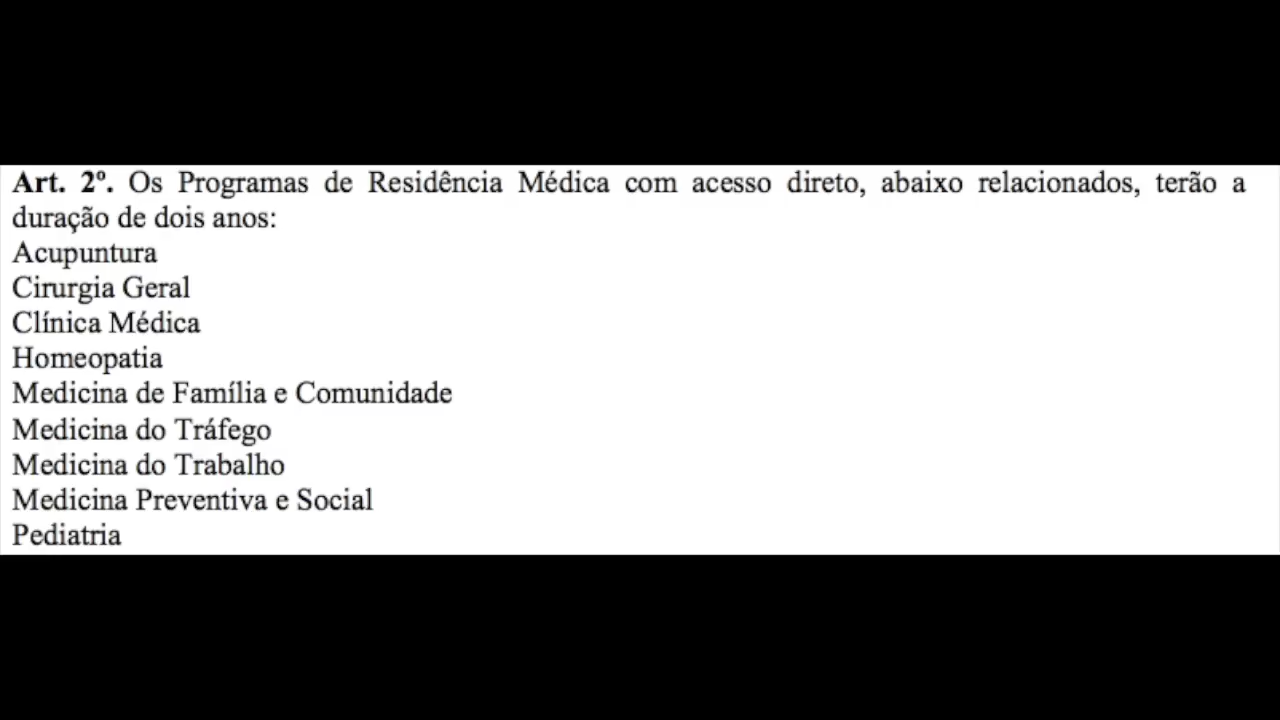 Art. 2º. Os Programas de Residência Médica com acesso direto, abaixo relacionados, terão a
duração de dois anos:
Acupuntura
Cirurgia Geral
Clínica Médica
Homeopatia
Medicina de Família e Comunidade
Medicina do Tráfego
Medicina do Trabalho
Medicina Preventiva e Social
Pediatria